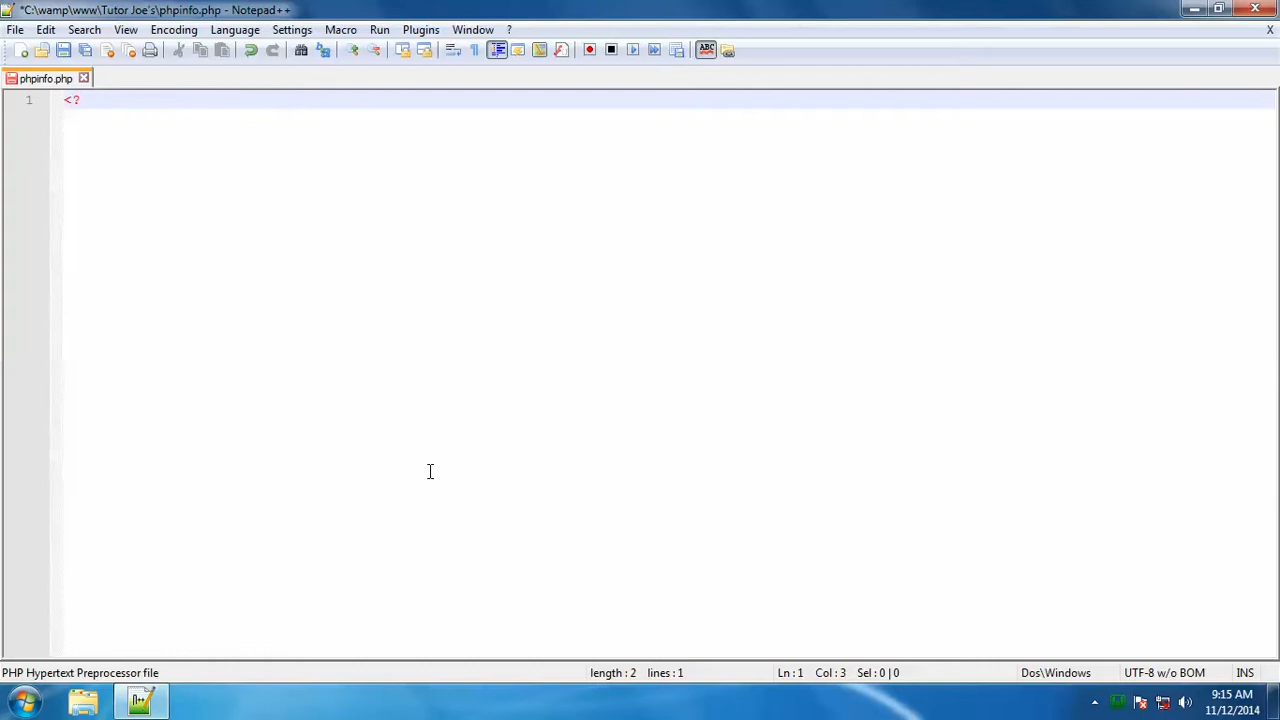 *C:\wamp\www\Tutor Joe's\phpinfo.php - Notepad++
File Edit Search View Encoding Language Settings Macro Run Plugins Window ? X
ABC
phpinfo.php
1 <?
PHP Hypertext Preprocessor file length : 2 lines : 1 Ln : 1 Col : 3 Sel : 0 | 0 Dos\Windows UTF-8 w/o BOM INS
9:15 AM
11/12/2014